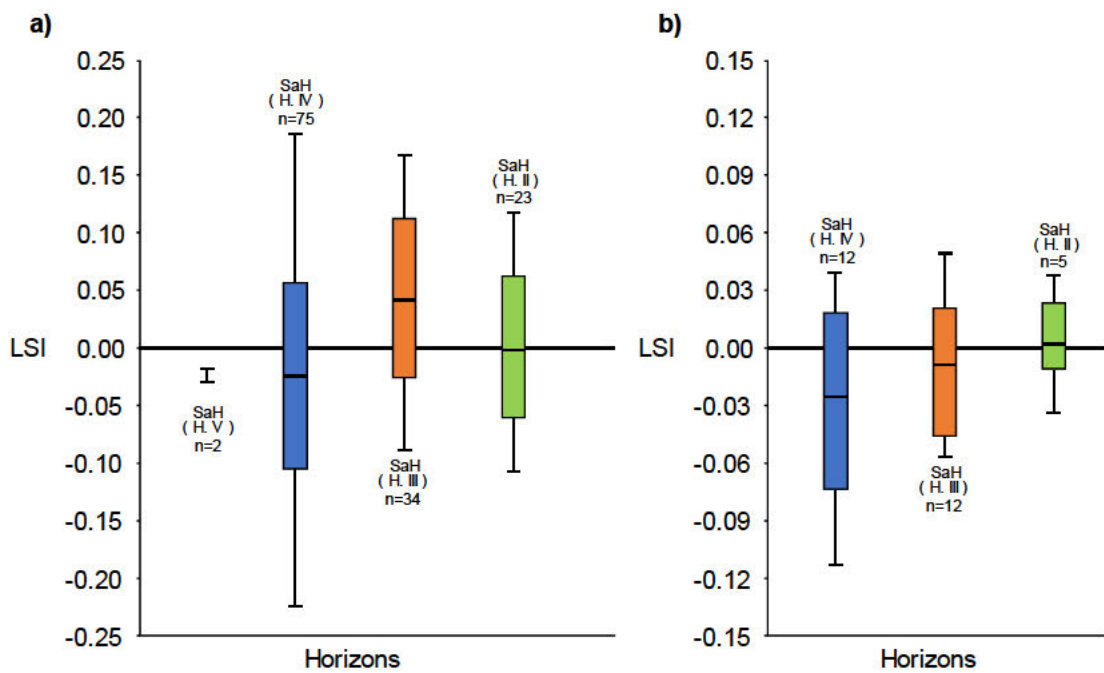 a)
0.25
0.20
0.15
0.10
0.05
0.00
-0.05
-0.10
-0.15
-0.20
-0.25
LSI
SaH
( H. V )
n=2
SaH
( H. IV )
n=75
SaH
( H. III )
n=34
SaH
( H. II )
n=23
Horizons
b)
0.15
0.12
0.09
0.06
0.03
0.00
-0.03
-0.06
-0.09
-0.12
-0.15
LSI
SaH
( H. IV )
n=12
SaH
( H. III )
n=12
SaH
( H. II )
n=5
Horizons